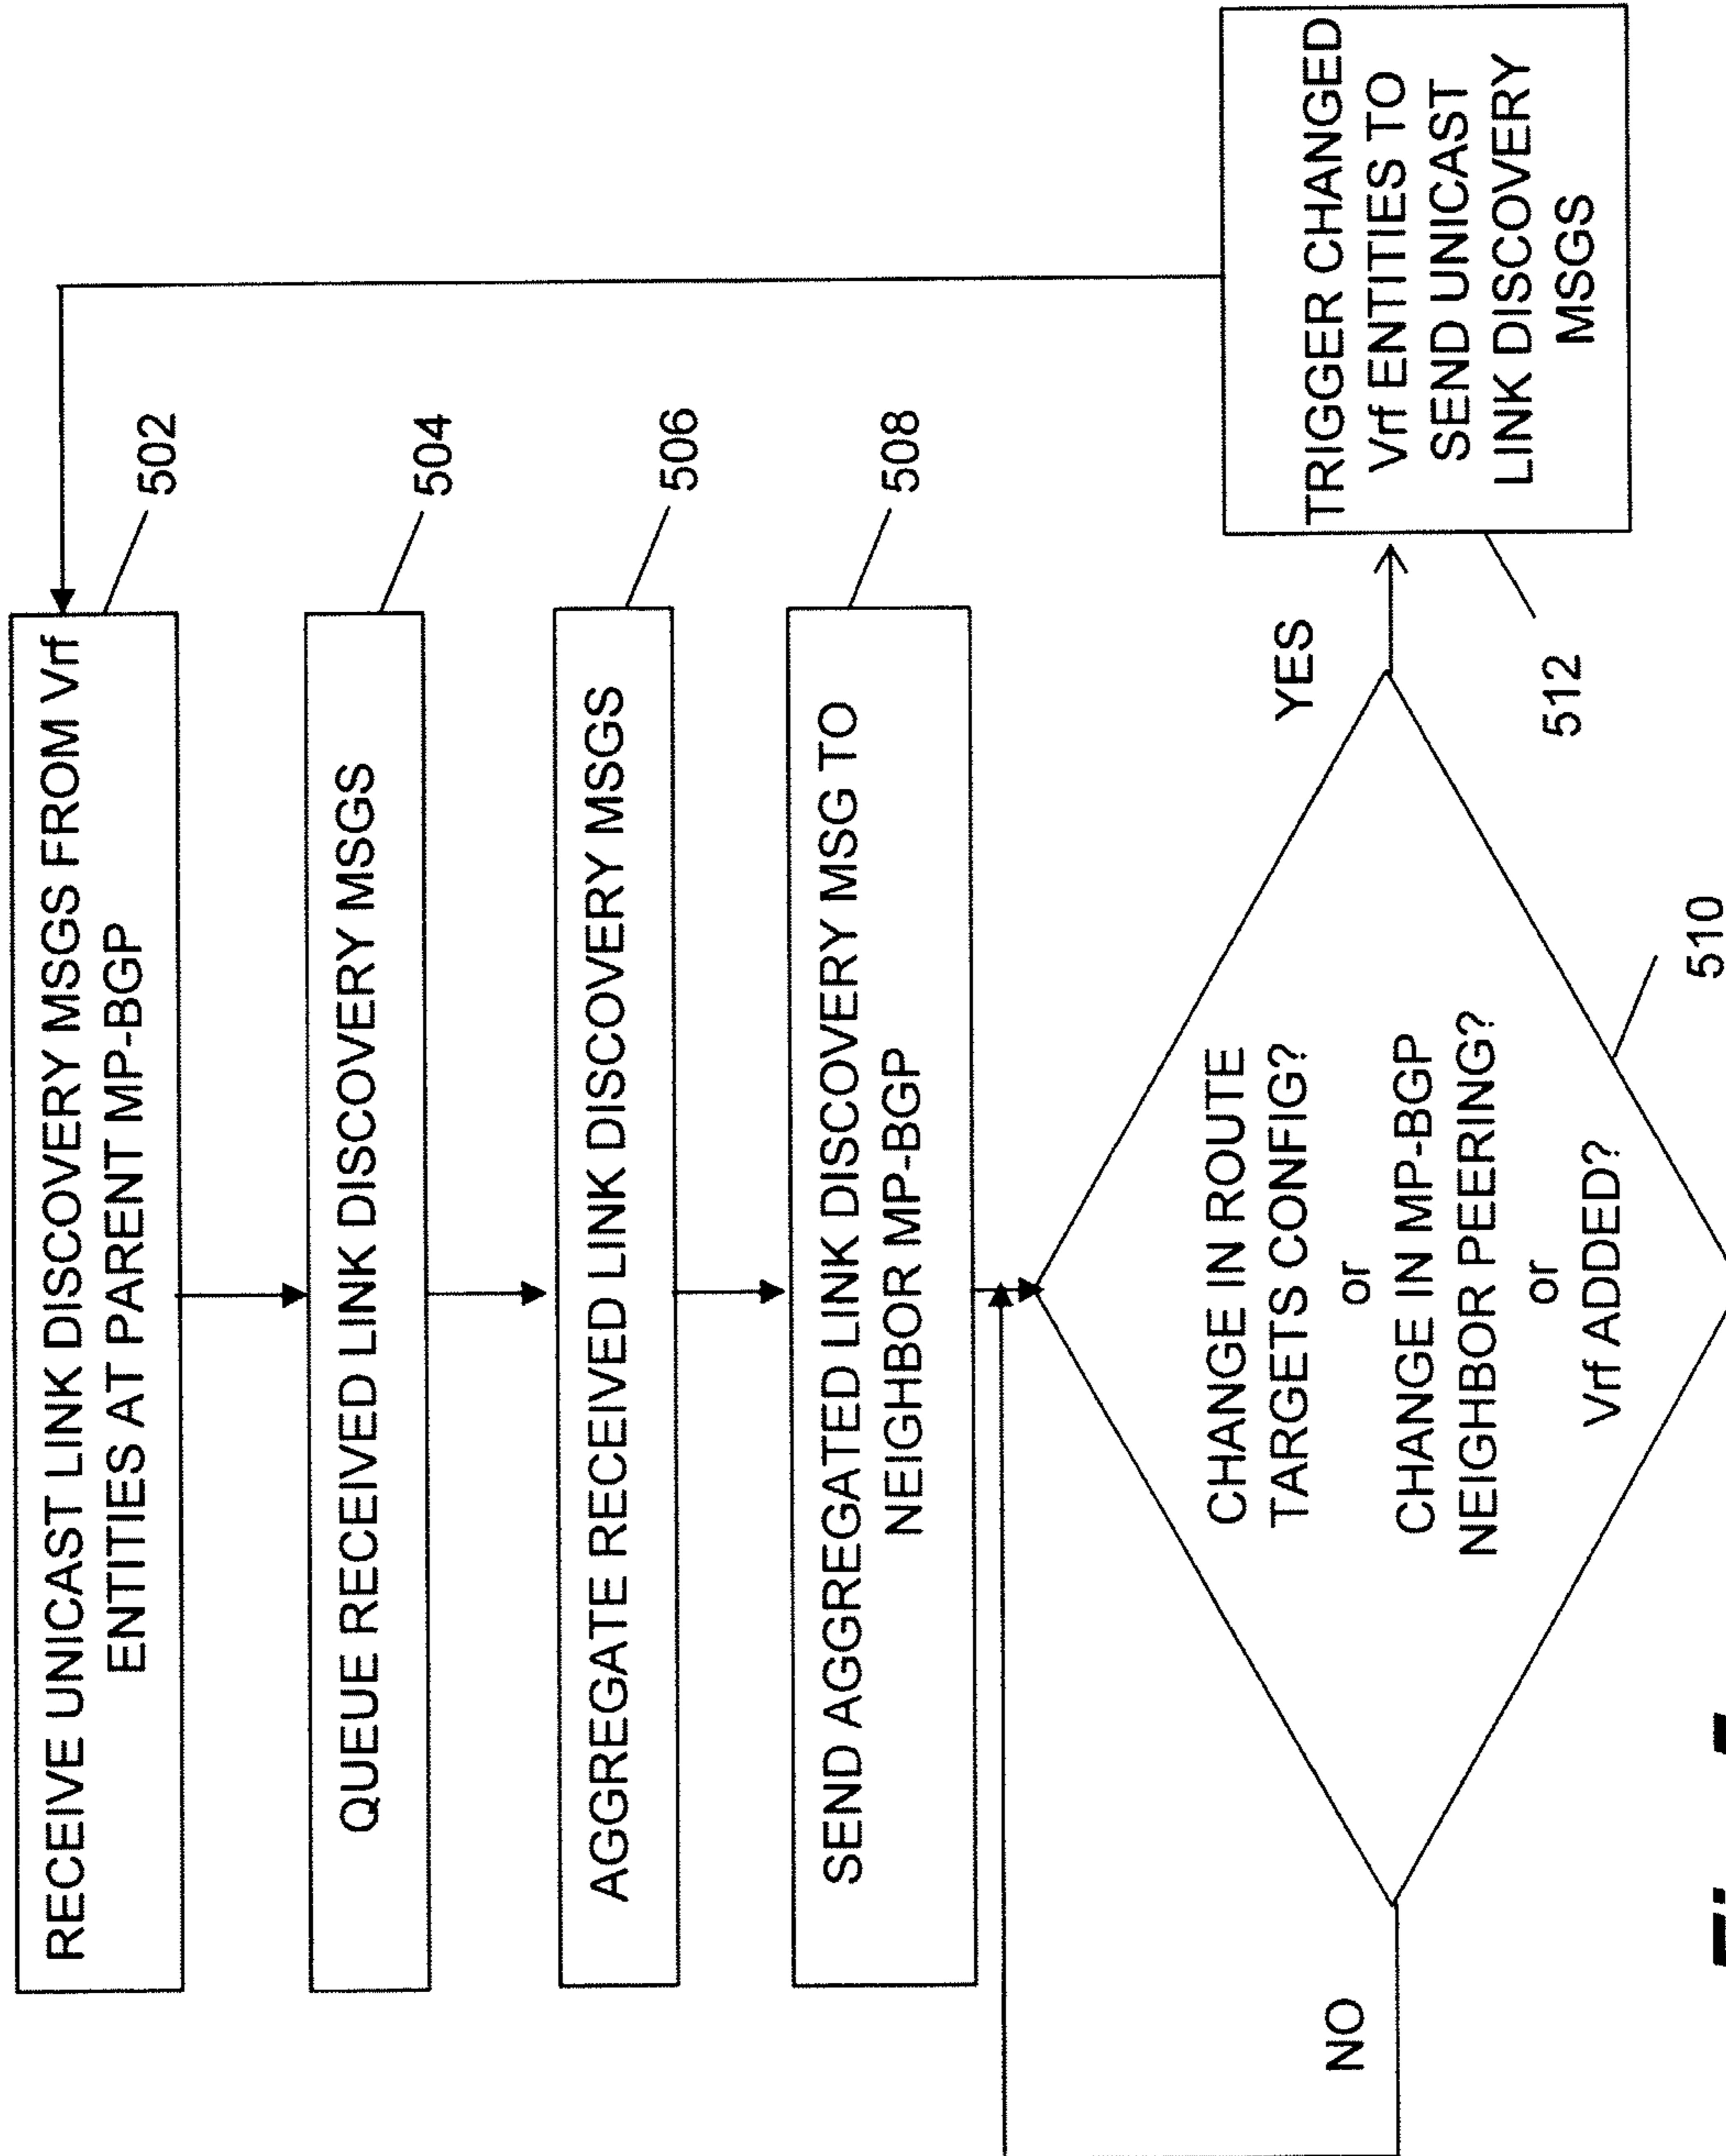 RECEIVE UNICAST LINK DISCOVERY MSGS FROM Vrf
ENTITIES AT PARENT MP-BGP
502
QUEUE RECEIVED LINK DISCOVERY MSGS
504
AGGREGATE RECEIVED LINK DISCOVERY MSGS
506
SEND AGGREGATED LINK DISCOVERY MSG TO
NEIGHBOR MP-BGP
508
CHANGE IN ROUTE
TARGETS CONFIG?
or
CHANGE IN MP-BGP
NEIGHBOR PEERING?
or
Vrf ADDED?
510
NO
YES
TRIGGER CHANGED
Vrf ENTITIES TO
SEND UNICAST
LINK DISCOVERY
MSGS
512